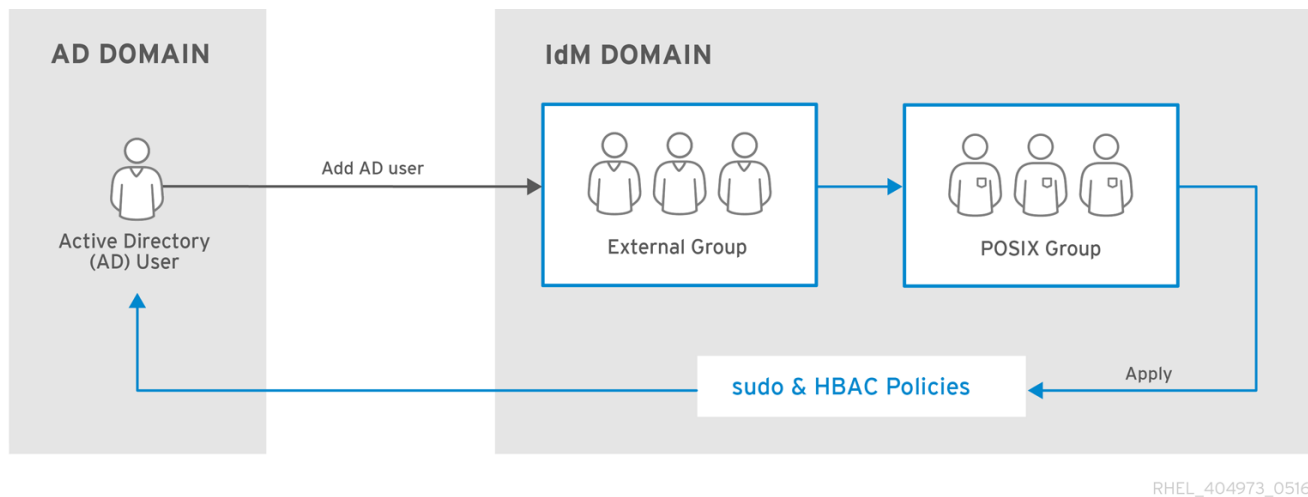 AD DOMAIN
IdM DOMAIN
Add AD user
Active Directory
(AD) User
External Group
POSIX Group
sudo & HBAC Policies
Apply
RHEL_404973_0516